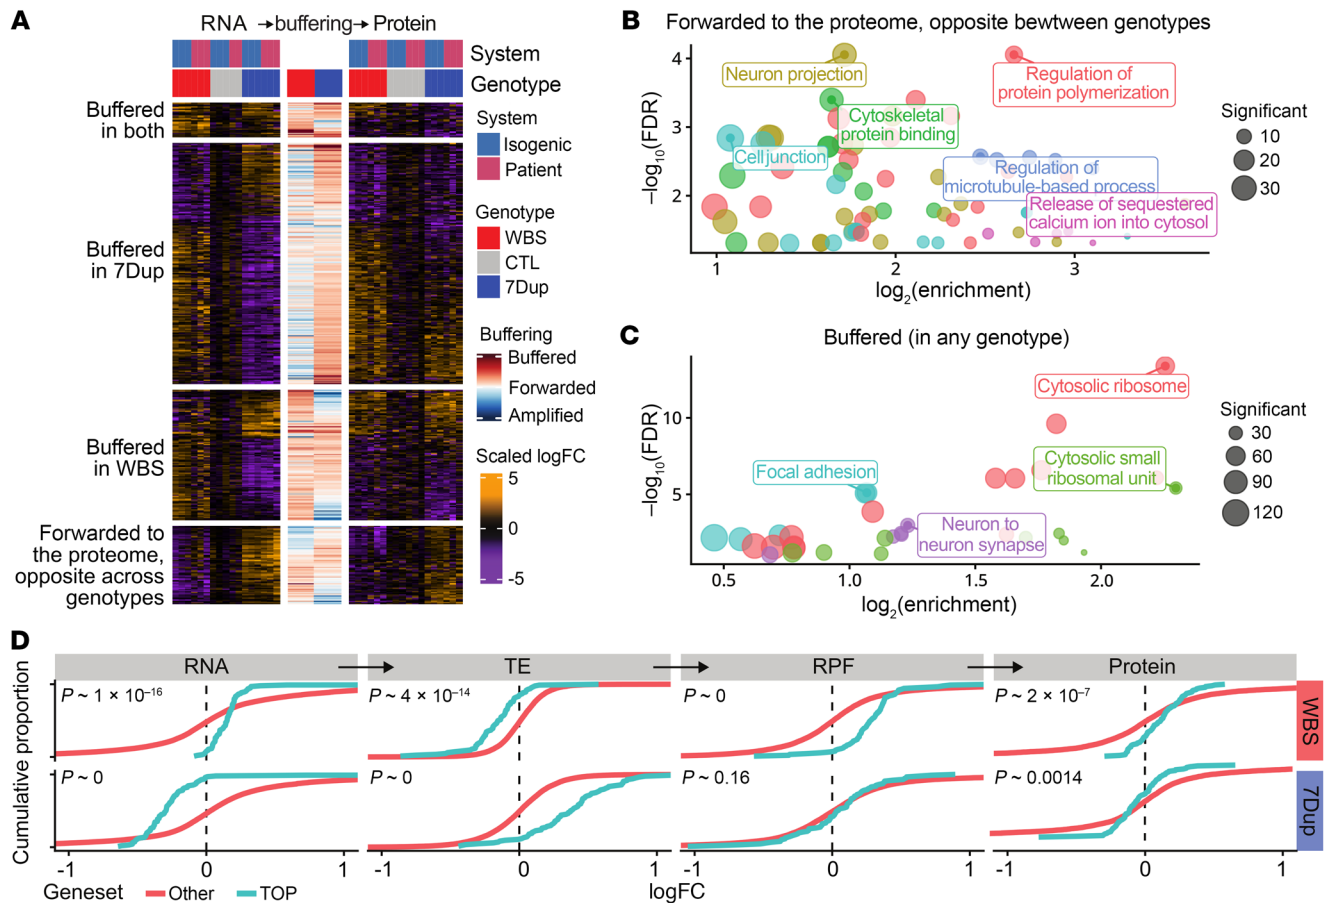 A
RNA →buffering→Protein
System
Genotype
Buffered
in both
Buffered
in 7Dup
Buffered
in WBS
Forwarded to
the proteome,
opposite across
genotypes
System
Isogenic
Patient
Genotype
WBS
CTL
7Dup
Buffering
Buffered
Forwarded
Amplified
Scaled logFC
5
0
-5
B
Forwarded to the proteome, opposite bewtween genotypes
–log10(FDR)
4
3
2
Neuron projection
Regulation of
protein polymerization
Cytoskeletal
protein binding
Cell junction
Regulation of
microtubule-based process
Release of sequestered
calcium ion into cytosol
1
2
3
log2(enrichment)
Significant
10
20
30
C
Buffered (in any genotype)
–log10(FDR)
10
5
Cytosolic ribosome
Focal adhesion
Cytosolic small
ribosomal unit
Neuron to
neuron synapse
0.5
1.0
1.5
2.0
log2(enrichment)
Significant
30
60
90
120
D
Cumulative proportion
RNA → TE → RPF → Protein
P ~ 1 × 10–16
P ~ 4 × 10–14
P ~ 0
P ~ 2 × 10–7
WBS
P ~ 0
P ~ 0
P ~ 0.16
P ~ 0.0014
7Dup
-1 0 1 -1 0 1 -1 0 1 -1 0 1
logFC
Geneset Other TOP